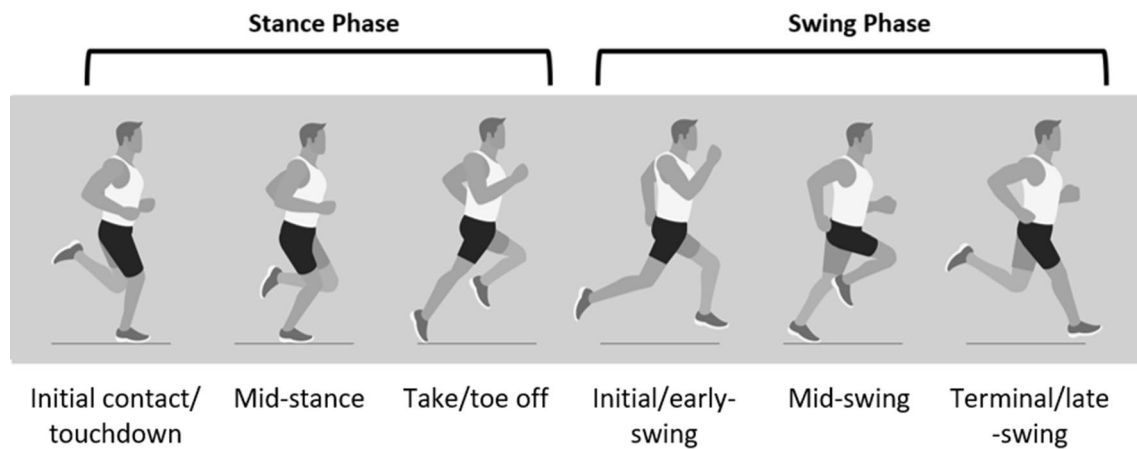 Stance Phase
Swing Phase
Initial contact/
touchdown
Mid-stance
Take/toe off
Initial/early-
swing
Mid-swing
Terminal/late
-swing